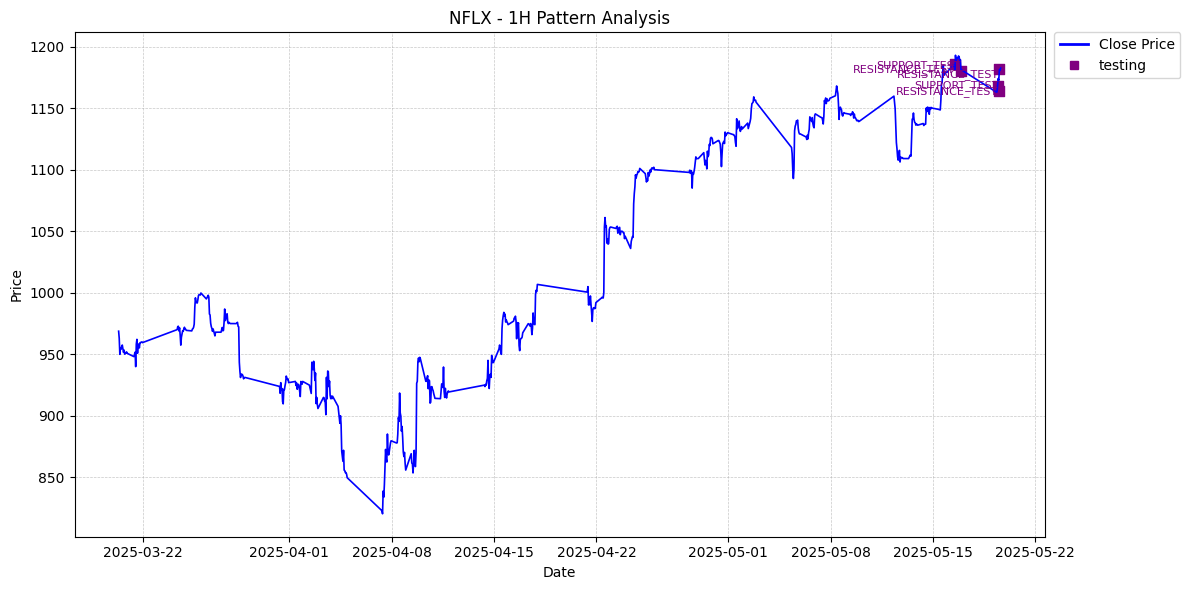 NFLX - 1H Pattern Analysis
Close Price
testing
SUPPORT_TEST
RESISTANCE_TEST
RESISTANCE_TEST
SUPPORT_TEST
RESISTANCE_TEST
Price
1200
1150
1100
1050
1000
950
900
850
2025-03-22 2025-04-01 2025-04-08 2025-04-15 2025-04-22 2025-05-01 2025-05-08 2025-05-15 2025-05-22
Date